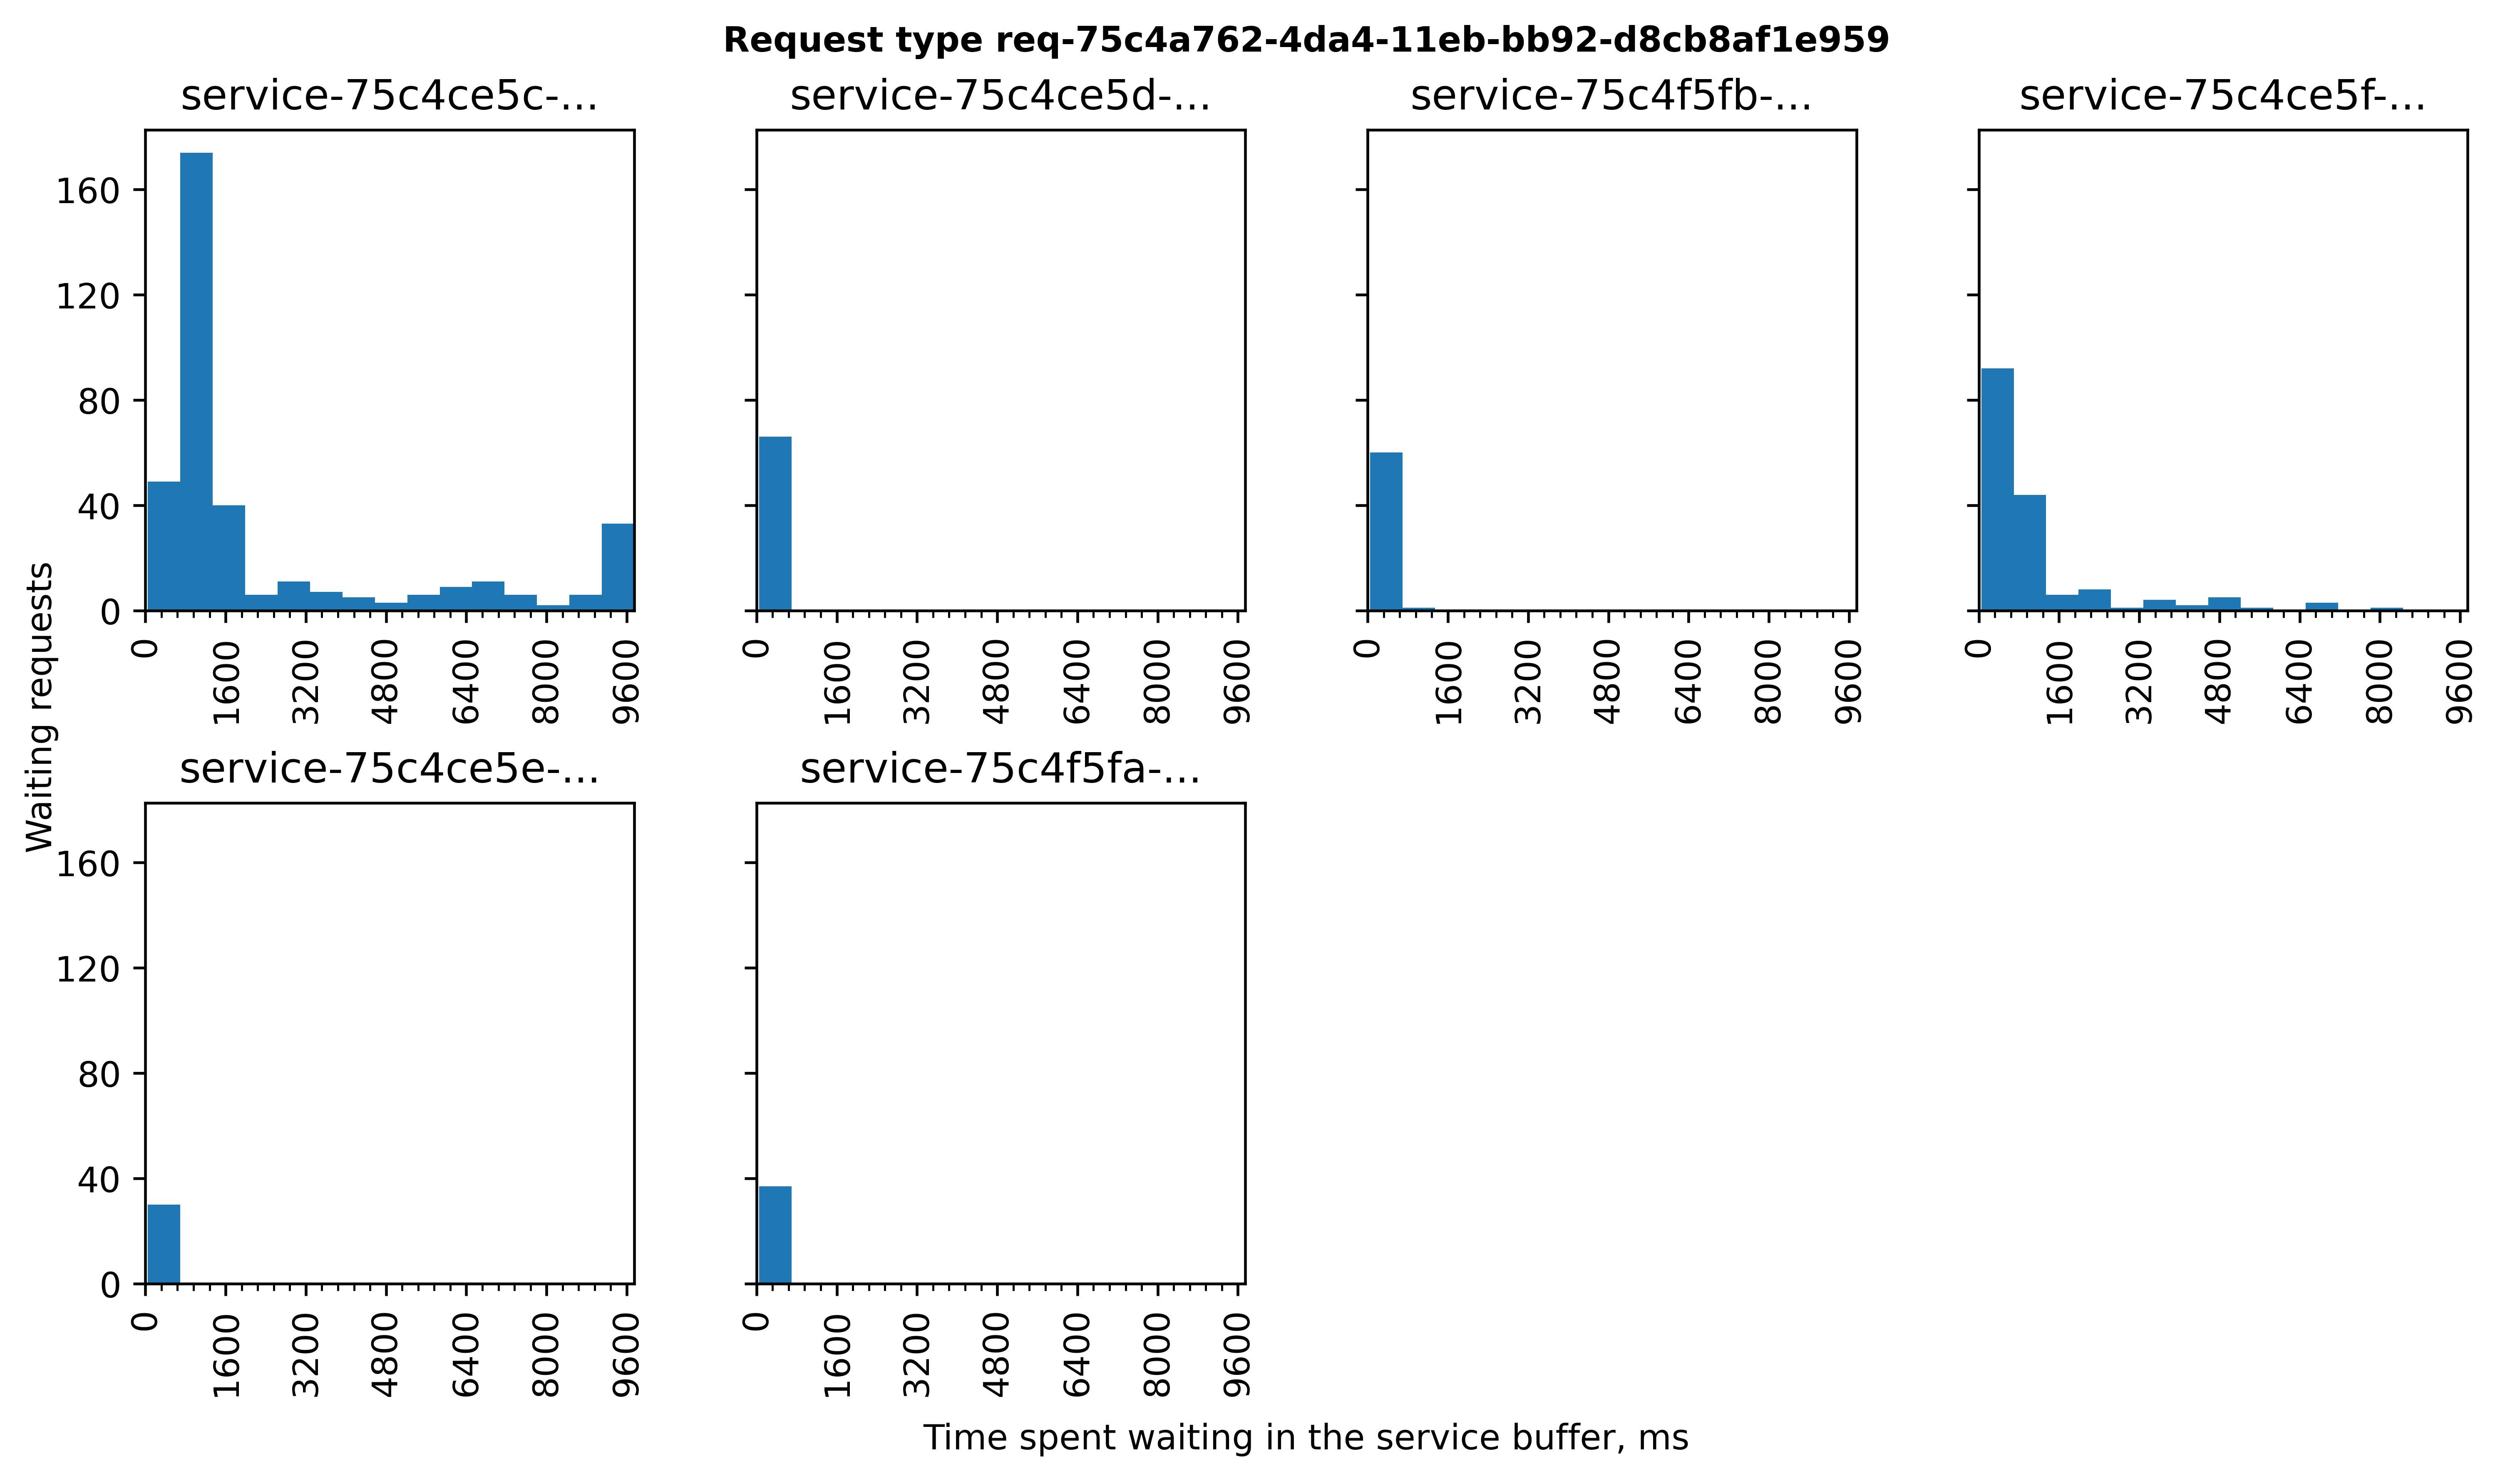 Request type req-75c4a762-4da4-11eb-bb92-d8cb8af1e959
service-75c4ce5c-...
service-75c4ce5d-...
service-75c4f5fb-...
service-75c4ce5f-...
160
120
80
40
0
0 1600 3200 4800 6400 8000 9600
0 1600 3200 4800 6400 8000 9600
0 1600 3200 4800 6400 8000 9600
0 1600 3200 4800 6400 8000 9600
Waiting requests
service-75c4ce5e-...
service-75c4f5fa-...
160
120
80
40
0
0 1600 3200 4800 6400 8000 9600
0 1600 3200 4800 6400 8000 9600
Time spent waiting in the service buffer, ms